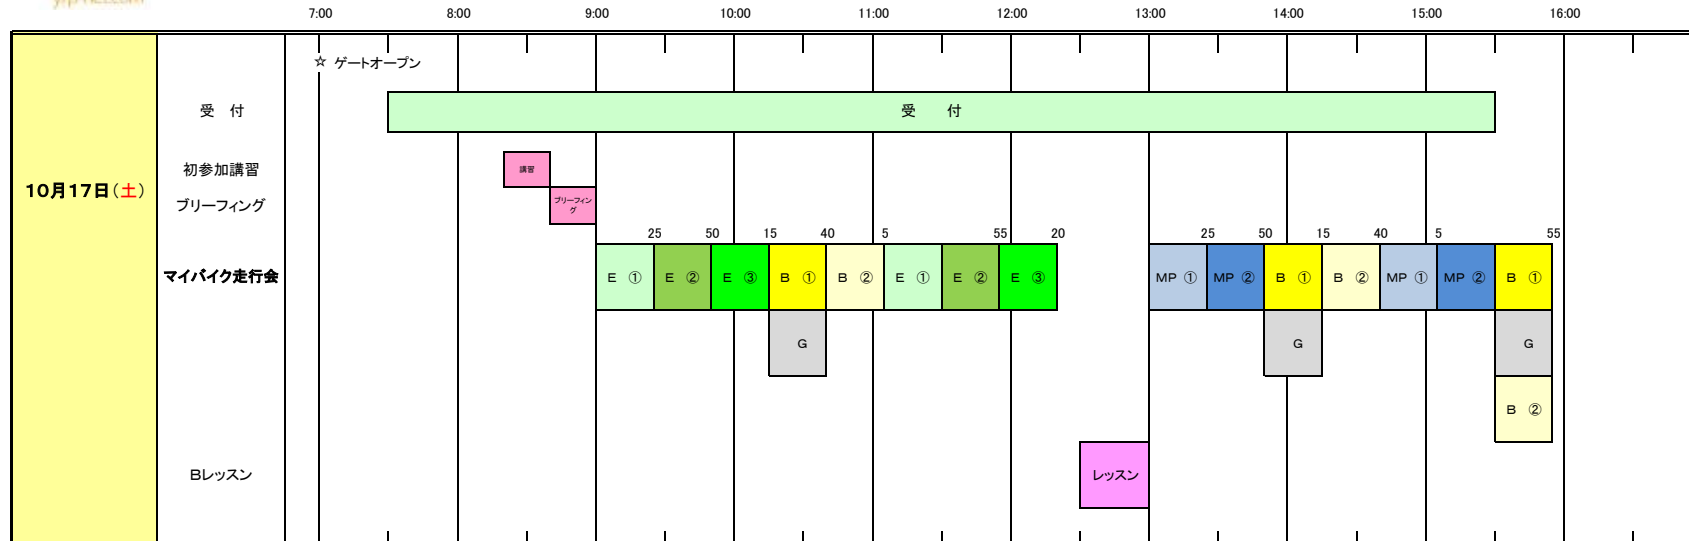 7:00 8:00 9:00 10:00 11:00 12:00 13:00 14:00 15:00 16:00
☆ ゲートオープン
受 付 受 付
初参加講習 講習
10月17日(土)
ブリーフィング ブリーフィン
グ
25 50 15 40 5 55 20 25 50 15 40 5 55
マイバイク走行会 E ① E ② E ③ B ① B ② E ① E ② E ③ MP ① MP ② B ① B ② MP ① MP ② B ①
G G G
B ②
Bレッスン レッスン